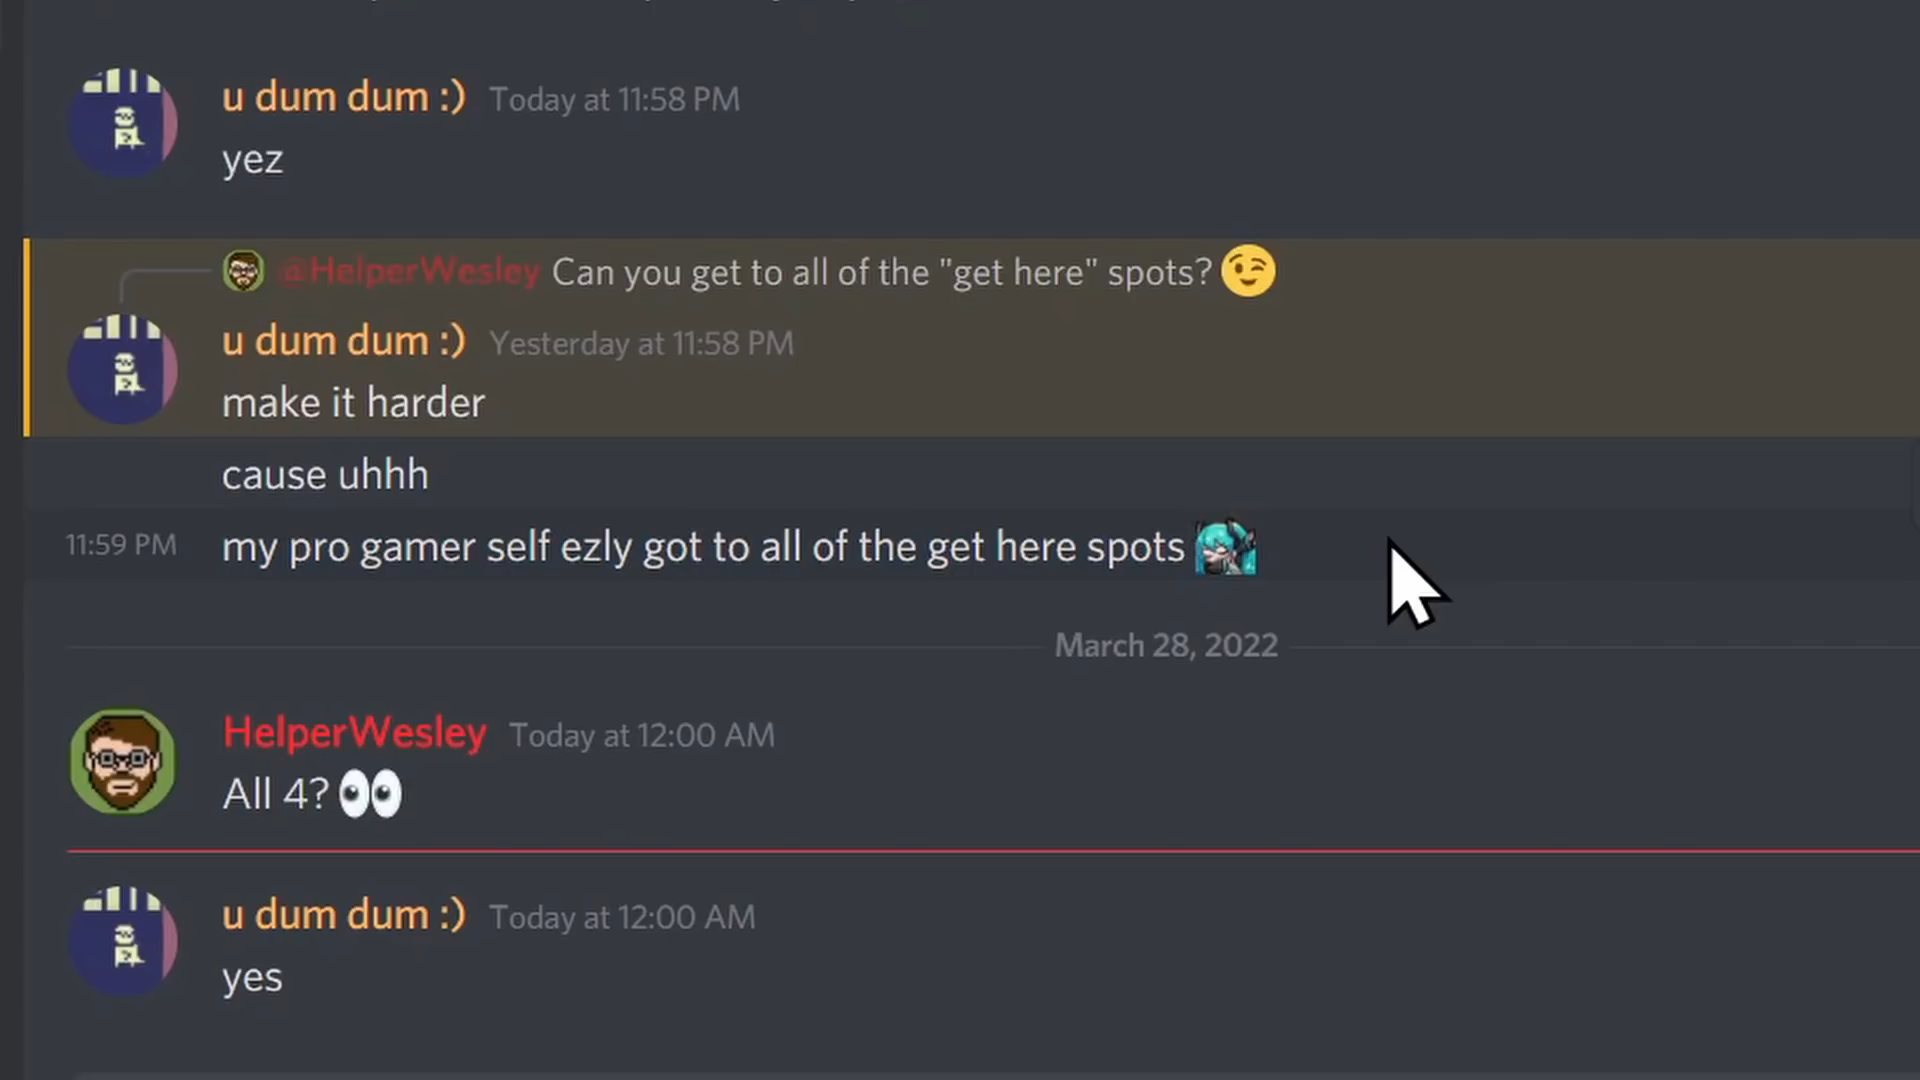 u dum dum :) Today at 11:58 PM
yez
@HelperWesley Can you get to all of the "get here" spots?
u dum dum :) Yesterday at 11:58 PM
make it harder
cause uhhh
11:59 PM my pro gamer self ezly got to all of the get here spots
March 28, 2022
HelperWesley Today at 12:00 AM
All 4?
u dum dum :) Today at 12:00 AM
yes